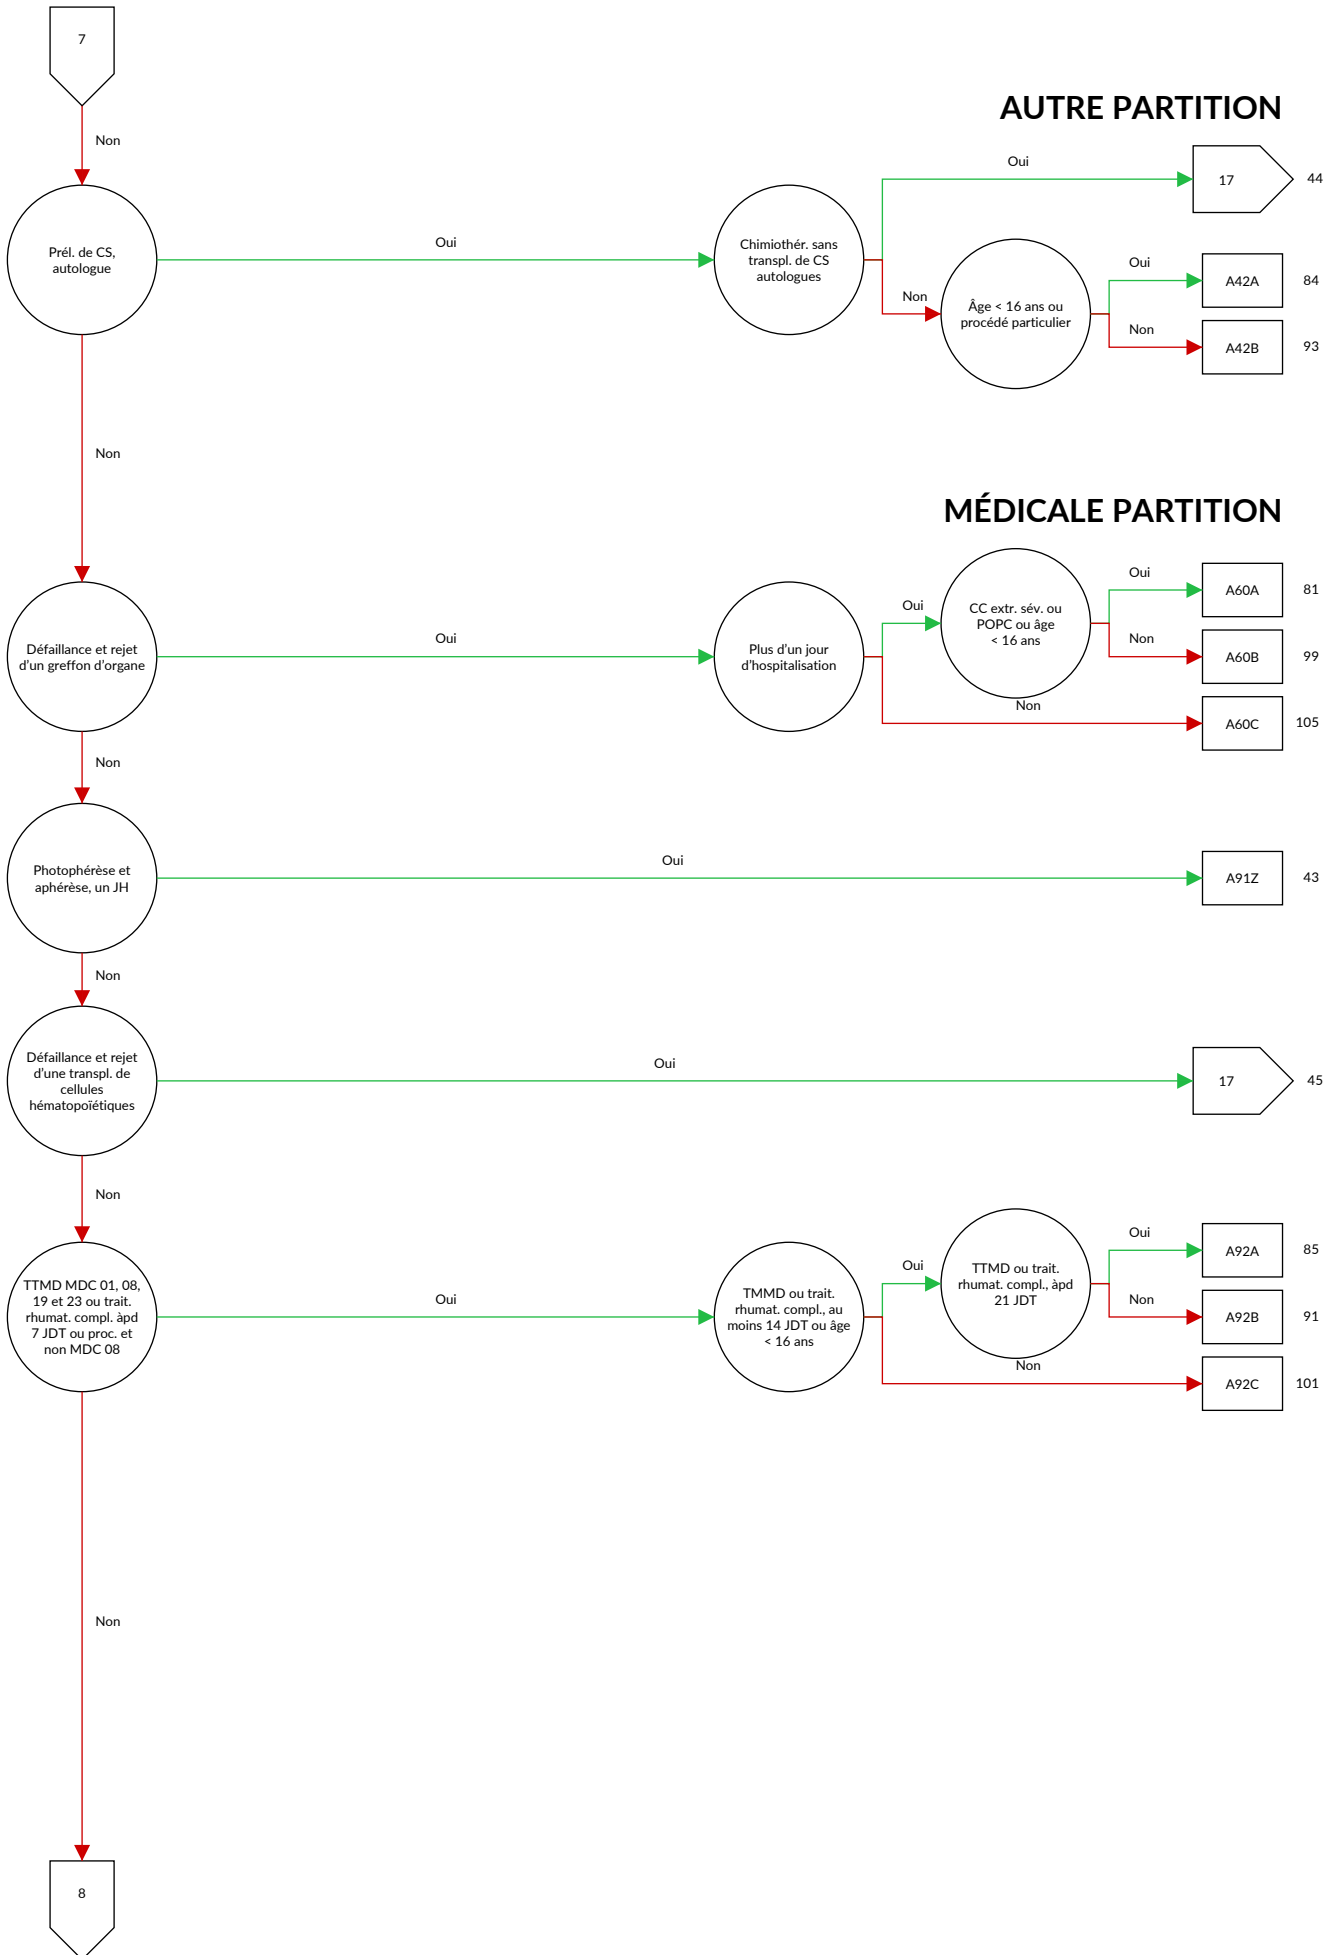 7
AUTRE PARTITION
Non
Oui
17
44
Prél. de CS,
autologue
Oui
Chimiothér. sans
transpl. de CS
autologues
Non
Âge < 16 ans ou
procédé particulier
Oui
A42A
84
Non
A42B
93
Non
MÉDICALE PARTITION
Défaillance et rejet
d'un greffon d'organe
Oui
Plus d'un jour
d'hospitalisation
Oui
CC extr. sév. ou
POPC ou âge
< 16 ans
Oui
A60A
81
Non
A60B
99
Non
A60C
105
Non
Photophérèse et
aphérèse, un JH
Oui
A91Z
43
Non
Défaillance et rejet
d'une transpl. de
cellules
hématopoïétiques
Oui
17
45
Non
TTMD MDC 01, 08,
19 et 23 ou trait.
rhumat. compl. àpd
7 JDT ou proc. et
non MDC 08
Oui
TMMD ou trait.
rhumat. compl., au
moins 14 JDT ou âge
< 16 ans
Oui
TTMD ou trait.
rhumat. compl., àpd
21 JDT
Oui
A92A
85
Non
A92B
91
Non
A92C
101
Non
8